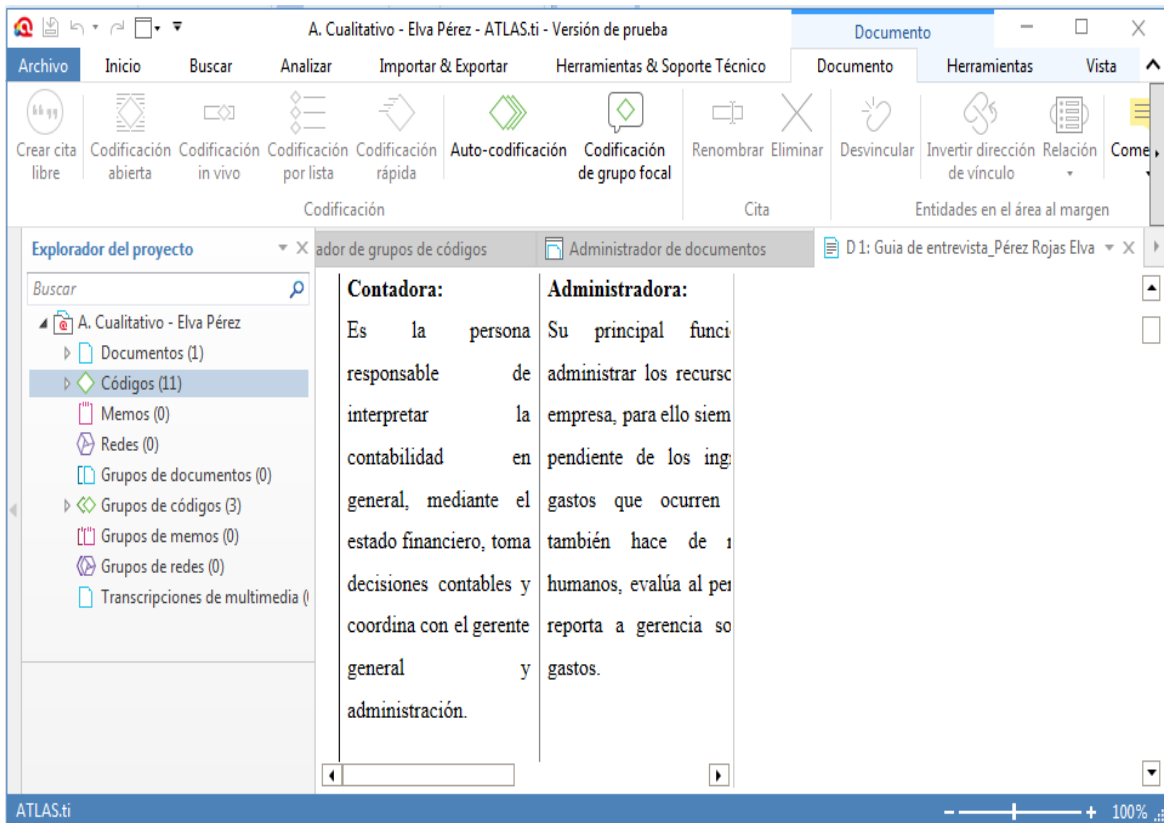 A. Cualitativo - Elva Pérez - ATLAS.ti - Versión de prueba
Documento
Archivo Inicio Buscar Analizar Importar & Exportar Herramientas & Soporte Técnico Documento Herramientas Vista
Crear cita libre
Codificación abierta
Codificación in vivo
Codificación por lista
Codificación rápida
Auto-codificación
Codificación de grupo focal
Renombrar
Eliminar
Desvincular
Invertir dirección de vínculo
Relación
Come
Codificación
Cita
Entidades en el área al margen
Explorador del proyecto
ador de grupos de códigos
Administrador de documentos
D 1: Guia de entrevista_Pérez Rojas Elva
Buscar
A. Cualitativo - Elva Pérez
Documentos (1)
Códigos (11)
Memos (0)
Redes (0)
Grupos de documentos (0)
Grupos de códigos (3)
Grupos de memos (0)
Grupos de redes (0)
Transcripciones de multimedia (
Contadora:
Es la persona
responsable de
interpretar la
contabilidad en
general, mediante el
estado financiero, toma
decisiones contables y
coordina con el gerente
general y
administración.
Administradora:
Su principal funci
administrar los recurso
empresa, para ello siem
pendiente de los ing
gastos que ocurren
también hace de
humanos, evalúa al per
reporta a gerencia so
gastos.
ATLAS.ti
100%